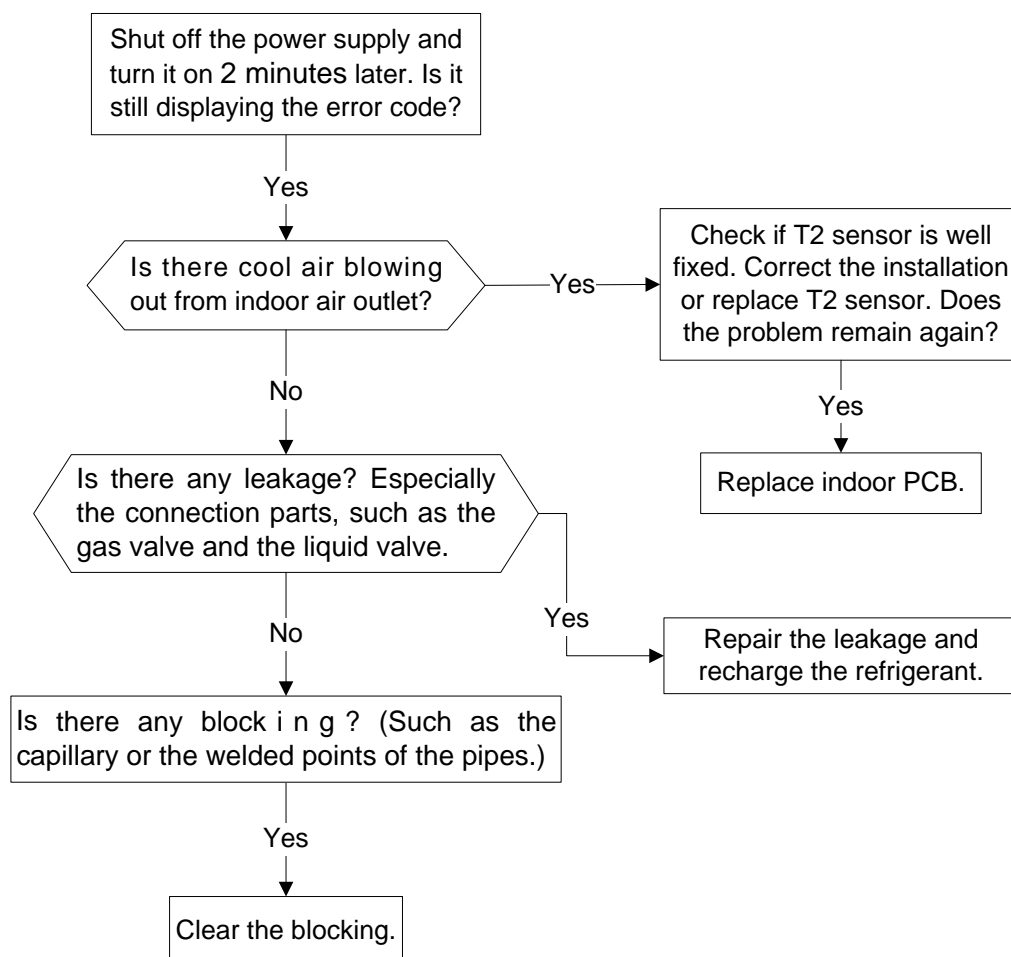 Shut off the power supply and
turn it on 2 minutes later. Is it
still displaying the error code?
Yes
Is there cool air blowing
out from indoor air outlet?
Yes
Check if T2 sensor is well
fixed. Correct the installation
or replace T2 sensor. Does
the problem remain again?
Yes
Replace indoor PCB.
No
Is there any leakage? Especially
the connection parts, such as the
gas valve and the liquid valve.
Yes
Repair the leakage and
recharge the refrigerant.
No
Is there any blocking? (Such as the
capillary or the welded points of the pipes.)
Yes
Clear the blocking.